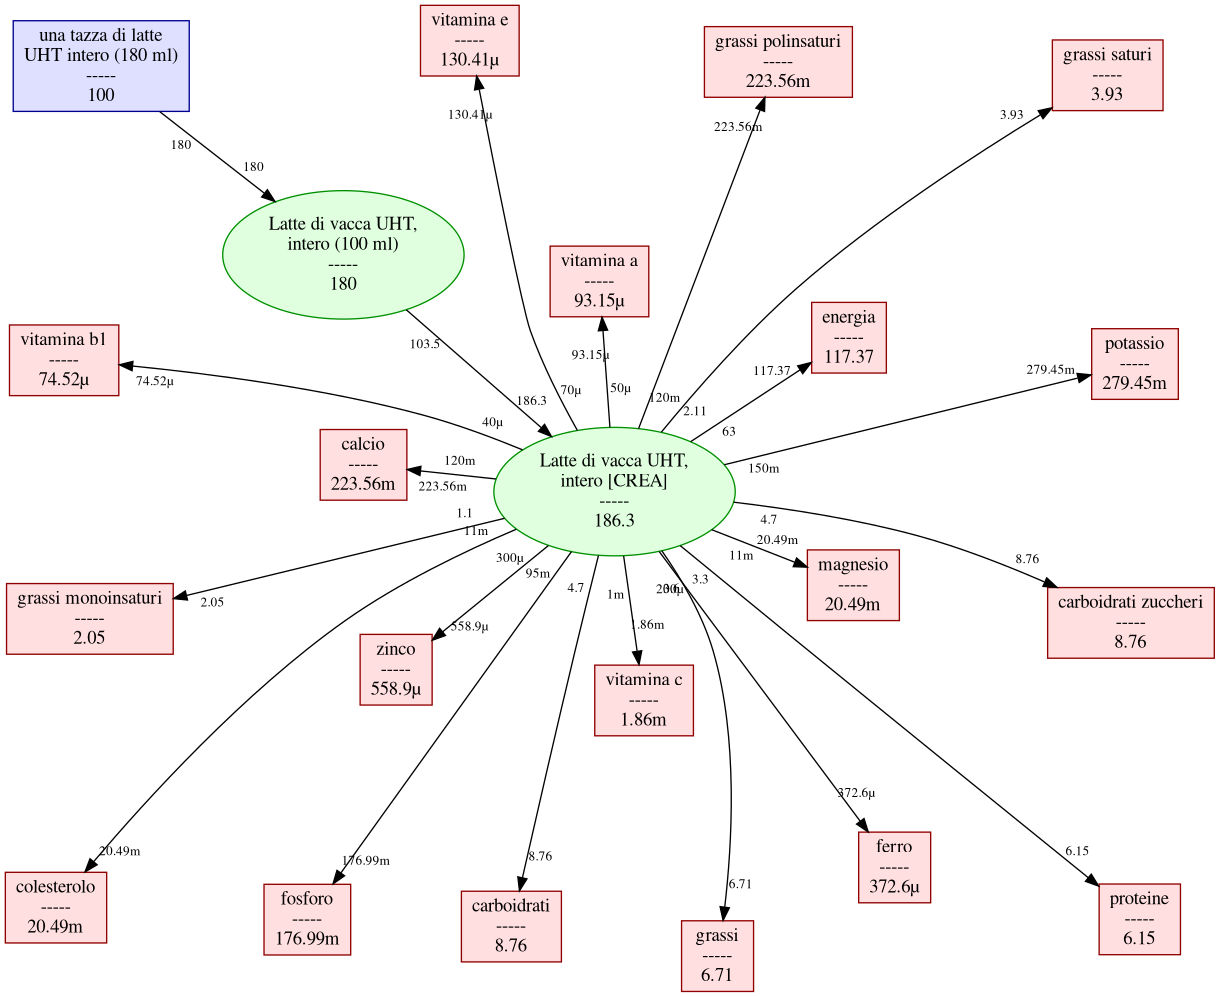 una tazza di latte
UHT intero (180 ml)
-----
100
vitamina e
-----
130.41µ
grassi polinsaturi
-----
223.56m
grassi saturi
-----
3.93
180
180
130.41µ
223.56m
3.93
Latte di vacca UHT,
intero (100 ml)
-----
180
vitamina a
-----
93.15µ
energia
-----
117.37
vitamina b1
-----
74.52µ
potassio
-----
279.45m
103.5
93.15µ
117.37
279.45m
74.52µ
186.3
70µ
50µ
120m
2.11
40µ
63
150m
calcio
-----
223.56m
120m
223.56m
Latte di vacca UHT,
intero [CREA]
-----
186.3
1.1
11m
4.7
20.49m
11m
8.76
300µ
95m
4.7
1m
3.6
200µ
3.3
magnesio
-----
20.49m
carboidrati zuccheri
-----
8.76
grassi monoinsaturi
-----
2.05
2.05
558.9µ
1.86m
zinco
-----
558.9µ
vitamina c
-----
1.86m
372.6µ
20.49m
176.99m
8.76
6.71
6.15
colesterolo
-----
20.49m
fosforo
-----
176.99m
carboidrati
-----
8.76
grassi
-----
6.71
ferro
-----
372.6µ
proteine
-----
6.15